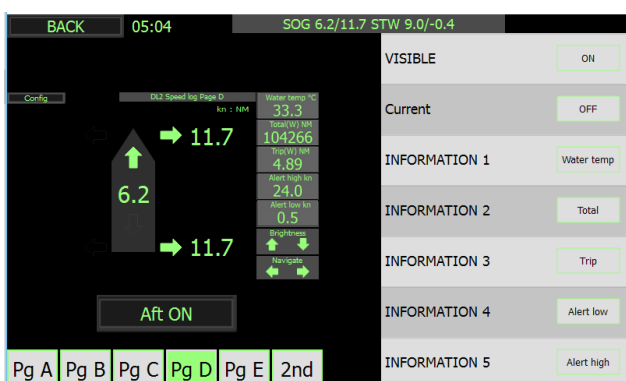 BACK 05:04 SOG 6.2/11.7 STW 9.0/-0.4
Config DL2 Speed log Page D
kn : NM
Water temp °C
33.3
Total(W) NM
104266
11.7
Trip(W) NM
4.89
6.2
Alert high kn
24.0
Alert low kn
0.5
Brightness
11.7
Navigate
Aft ON
Pg A Pg B Pg C Pg D Pg E 2nd
VISIBLE ON
Current OFF
INFORMATION 1 Water temp
INFORMATION 2 Total
INFORMATION 3 Trip
INFORMATION 4 Alert low
INFORMATION 5 Alert high